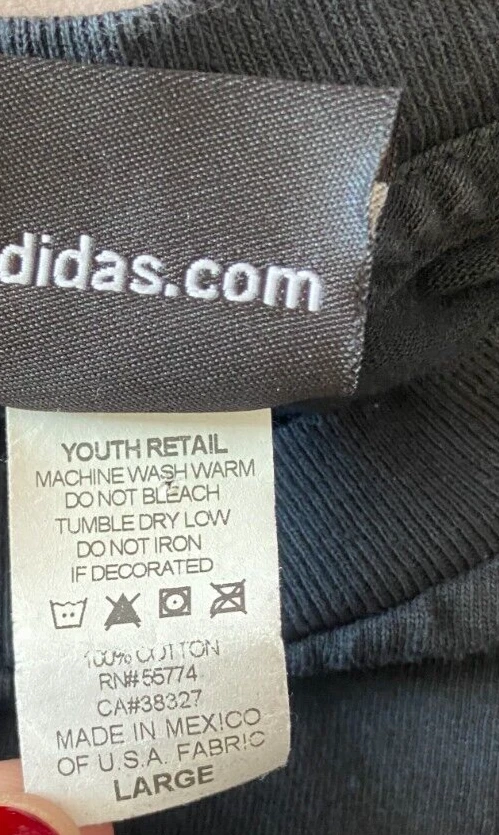 didas.com
YOUTH RETAIL
MACHINE WASH WARM
DO NOT BLEACH
TUMBLE DRY LOW
DO NOT IRON
IF DECORATED
100% COTTON
RN# 55774
CA#38327
MADE IN MEXICO
OF U.S.A. FABRIC
LARGE